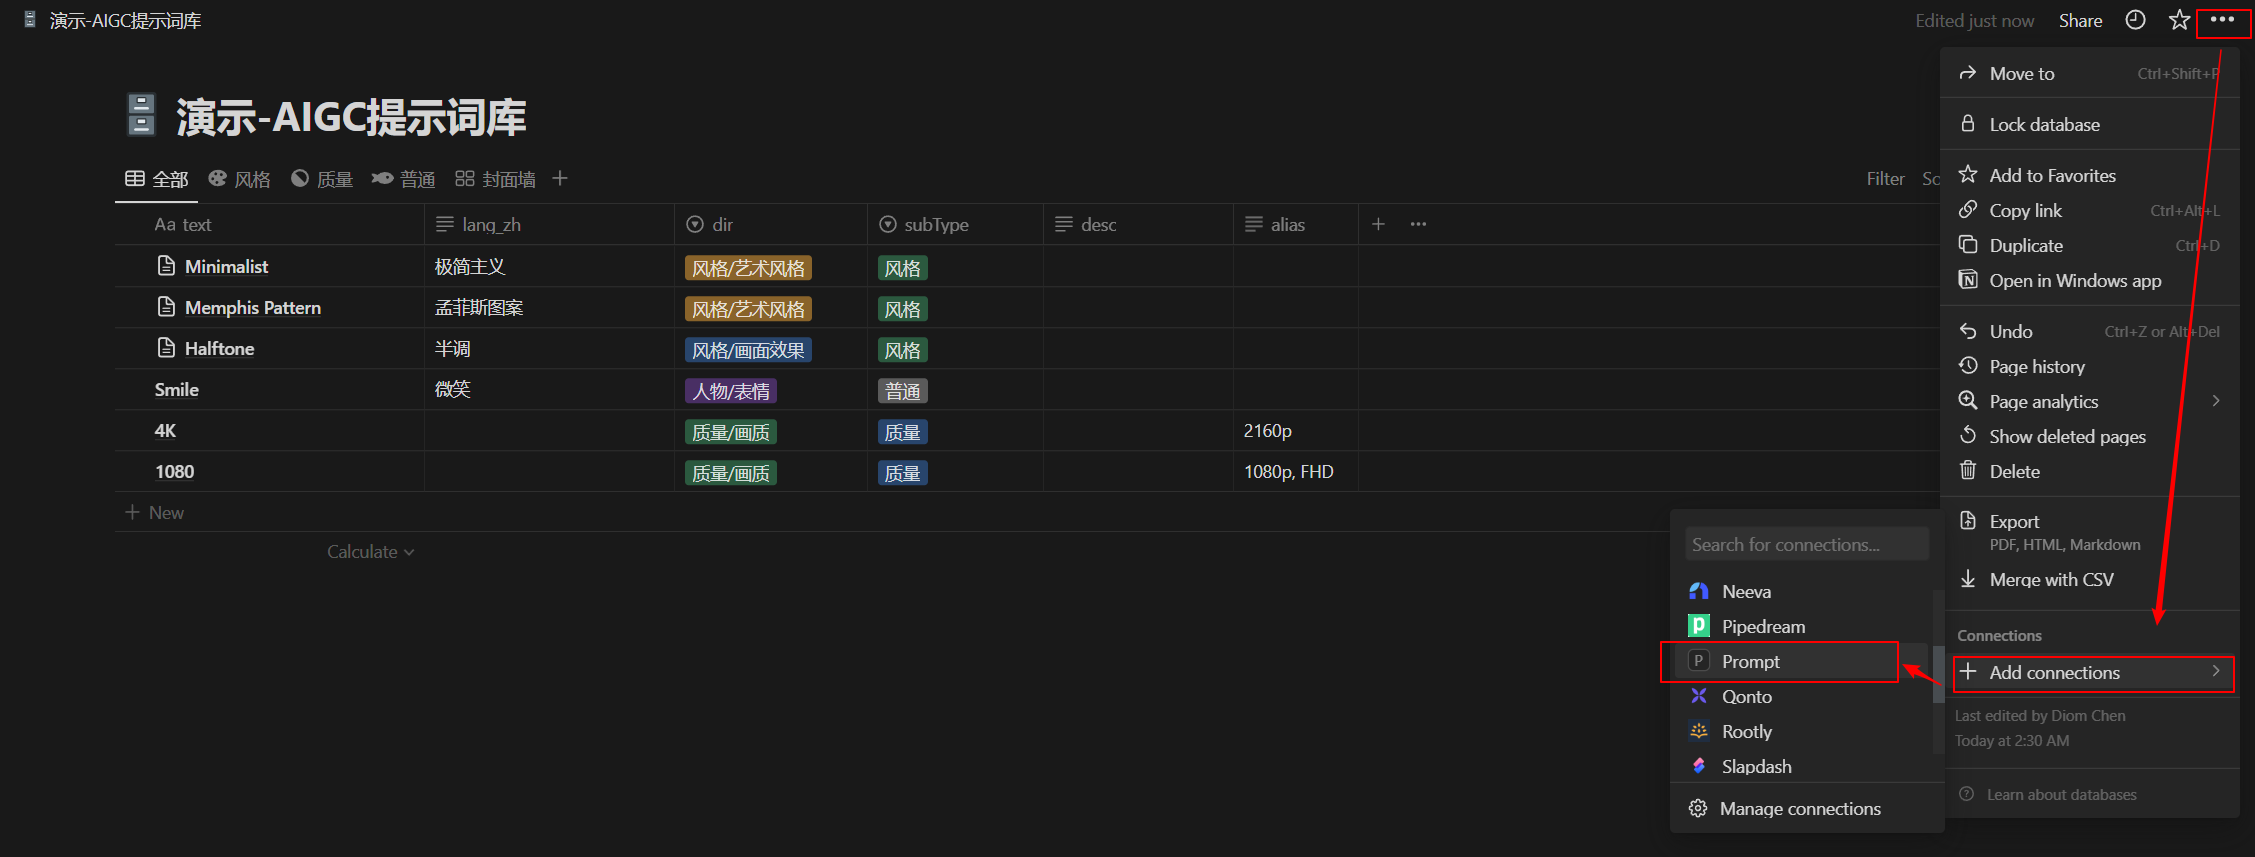 演示-AIGC提示词库
Edited just now
Share
演示-AIGC提示词库
全部
风格
质量
普通
封面墙
Filter
So
Aa text
lang_zh
dir
subType
desc
alias
Minimalist
极简主义
风格/艺术风格
风格
Memphis Pattern
孟菲斯图案
风格/艺术风格
风格
Halftone
半调
风格/画面效果
风格
Smile
微笑
人物/表情
普通
4K
质量/画质
质量
2160p
1080
质量/画质
质量
1080p, FHD
New
Calculate
Move to
Ctrl+Shift+P
Lock database
Add to Favorites
Copy link
Ctrl+Alt+L
Duplicate
Ctrl+D
Open in Windows app
Undo
Ctrl+Z or Alt+Del
Page history
Page analytics
Show deleted pages
Delete
Export
PDF, HTML, Markdown
Merge with CSV
Connections
Add connections
Last edited by Diom Chen
Today at 2:30 AM
Learn about databases
Search for connections...
Neeva
Pipedream
P Prompt
Qonto
Rootly
Slapdash
Manage connections